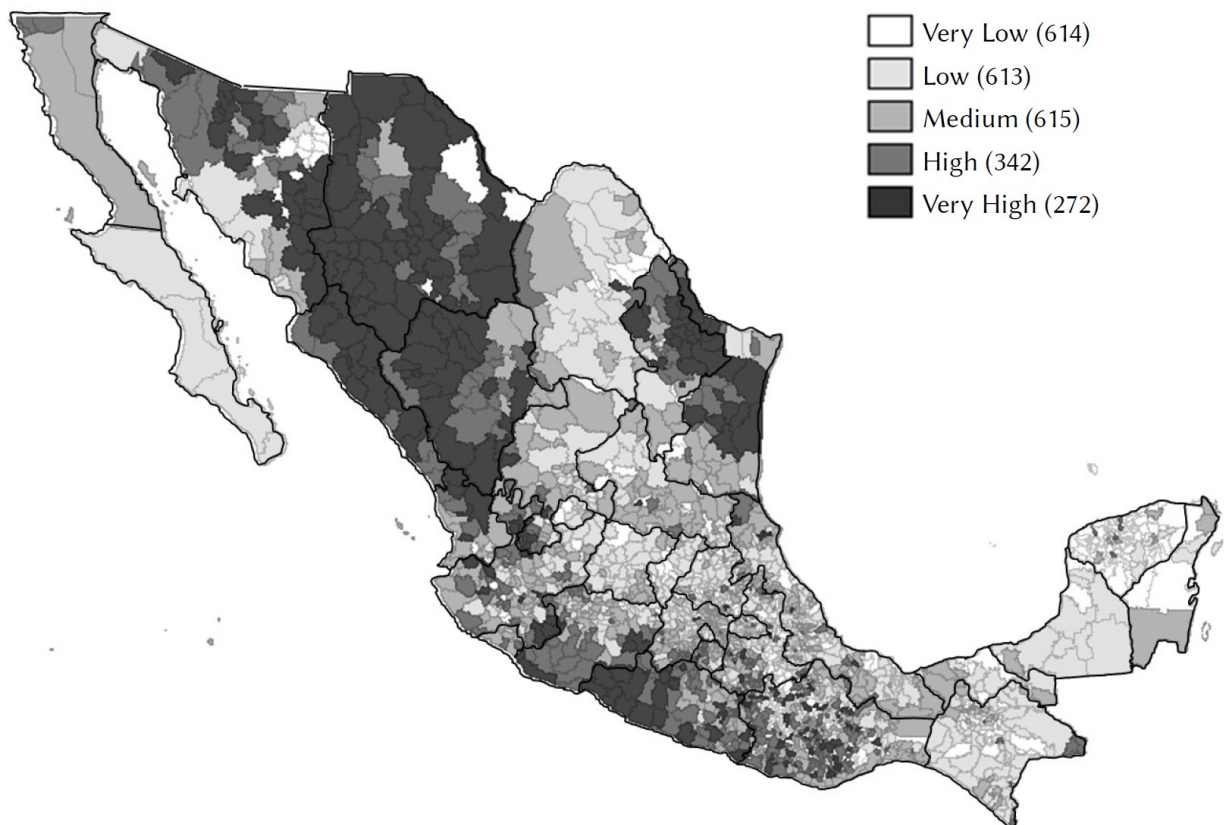 Very Low (614)
Low (613)
Medium (615)
High (342)
Very High (272)